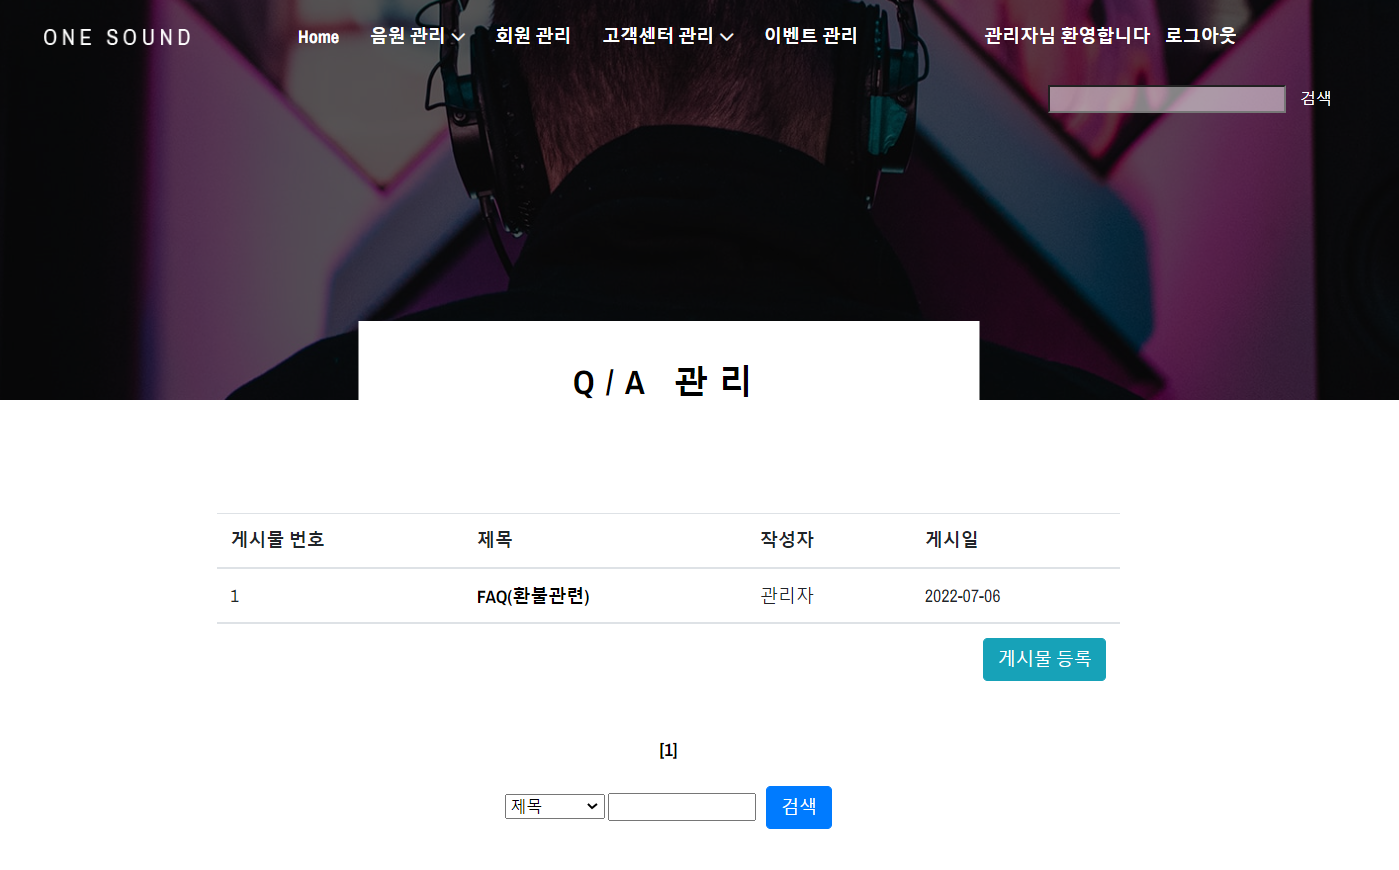 ONE SOUND Home 음원 관리 회원 관리 고객센터 관리 이벤트 관리 관리자님 환영합니다 로그아웃
검색
Q/A 관리
게시물 번호 제목 작성자 게시일
1 FAQ(환불관련) 관리자 2022-07-06
게시물 등록
[1]
제목 검색